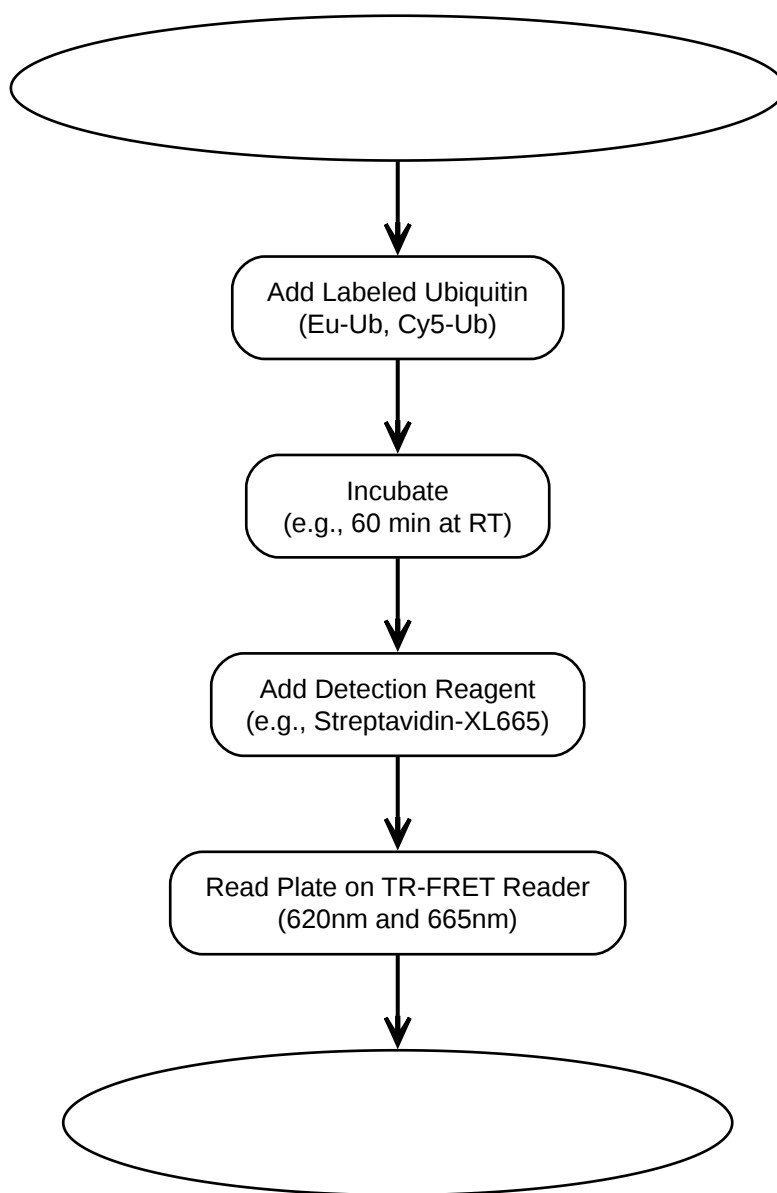 Add Labeled Ubiquitin
(Eu-Ub, Cy5-Ub)
Incubate
(e.g., 60 min at RT)
Add Detection Reagent
(e.g., Streptavidin-XL665)
Read Plate on TR-FRET Reader
(620nm and 665nm)